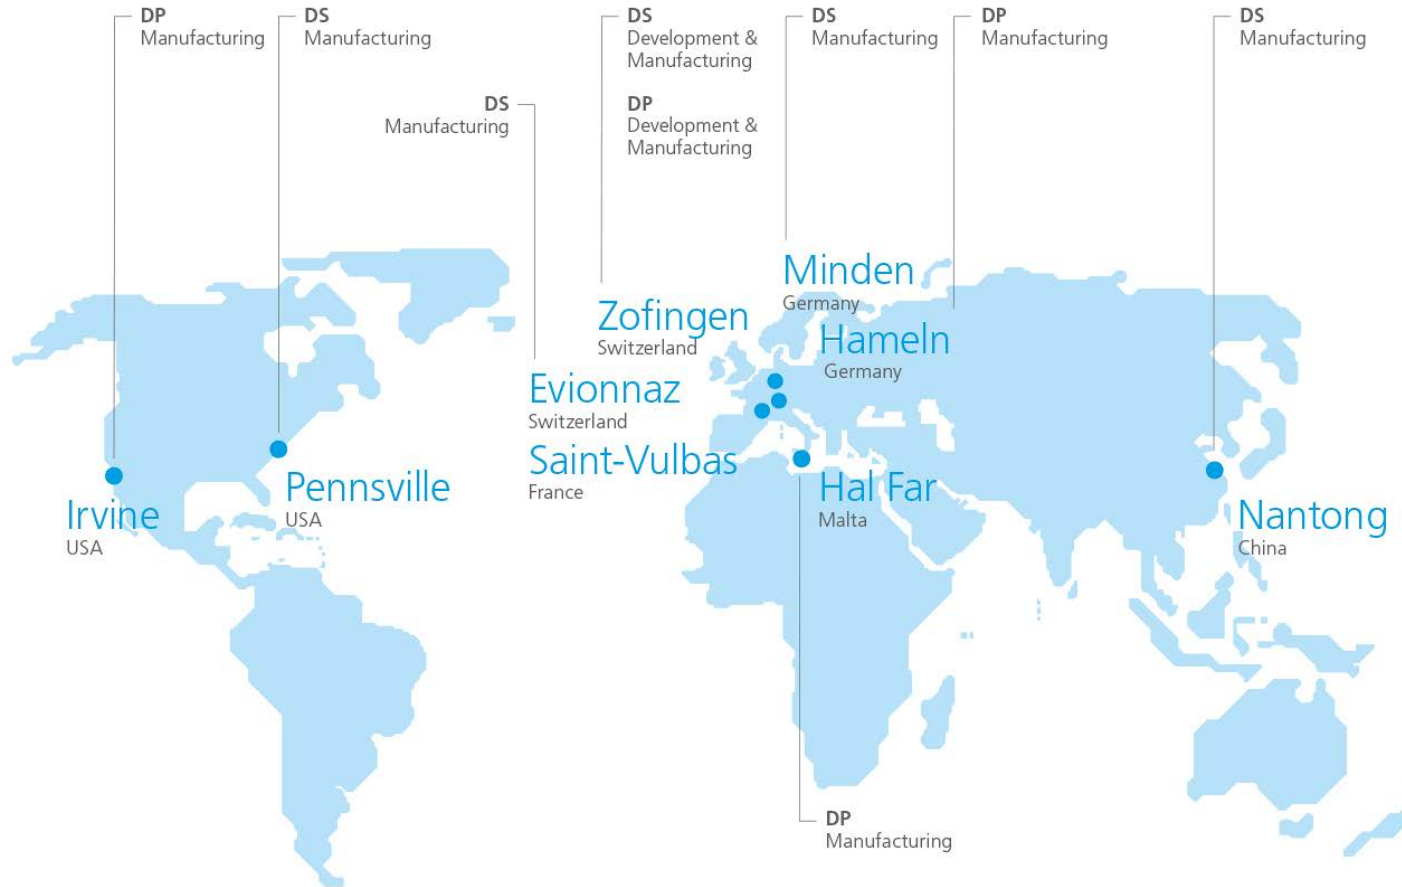 DP
Manufacturing
DS
Manufacturing
DS
Manufacturing
DS
Development &
Manufacturing
DP
Development &
Manufacturing
DS
Manufacturing
DP
Manufacturing
DS
Manufacturing
Minden
Germany
Zofingen
Switzerland
Hameln
Germany
Evionnaz
Switzerland
Saint-Vulbas
France
Hal Far
Malta
Pennsville
USA
Irvine
USA
Nantong
China
DP
Manufacturing